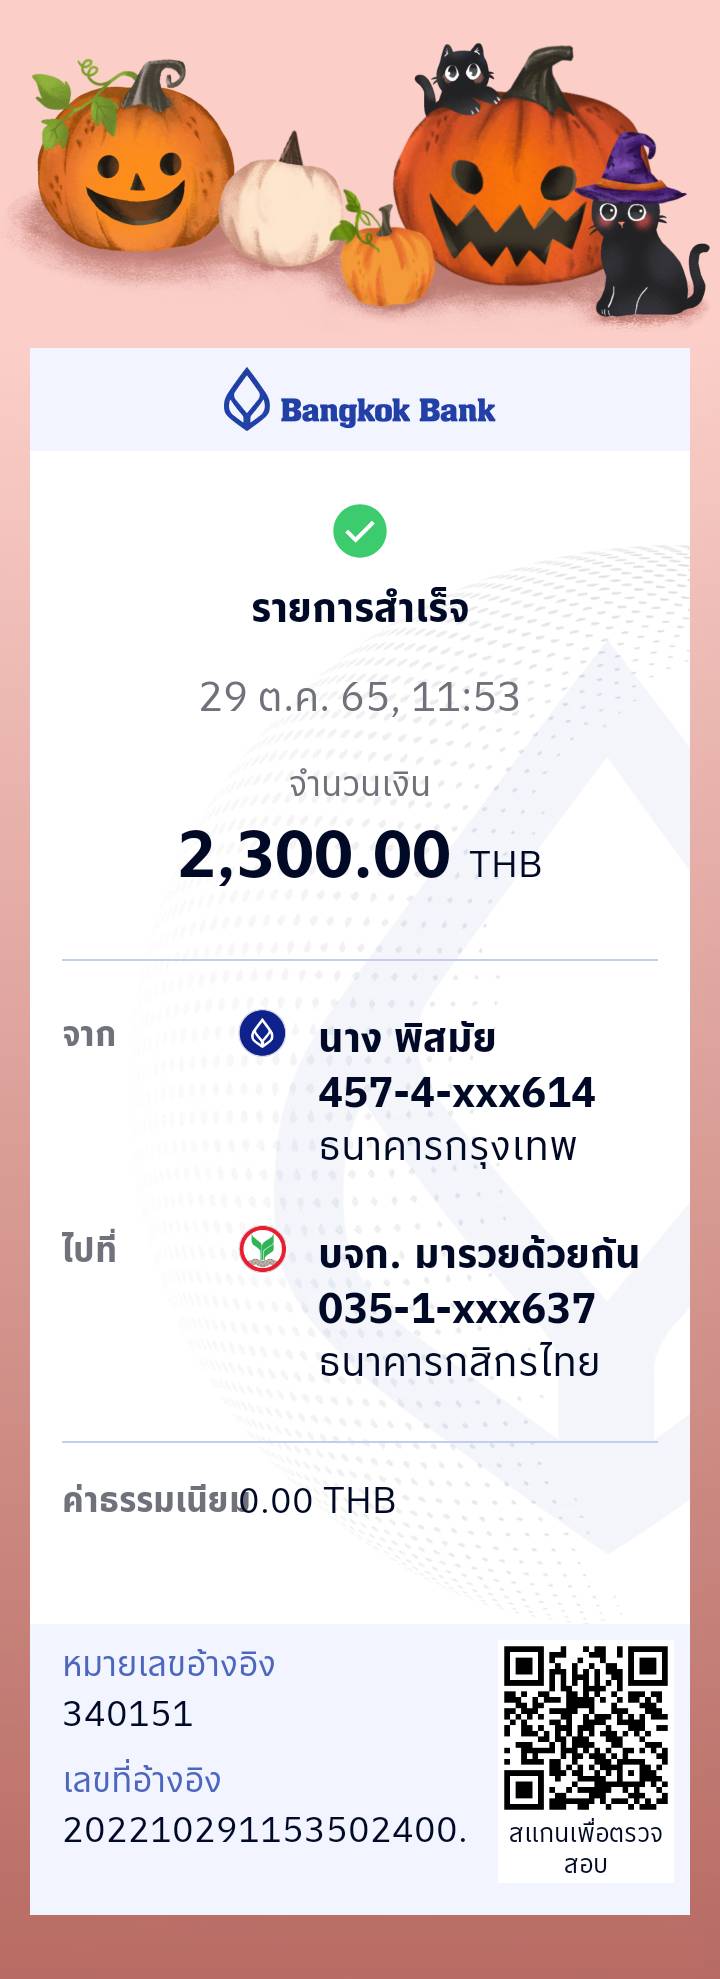 Bangkok Bank
รายการสำเร็จ
29 ต.ค. 65, 11:53
จำนวนเงิน
2,300.00 THB
จาก
นาง พิสมัย
457-4-xxx614
ธนาคารกรุงเทพ
ไปที่
บจก. มารวยด้วยกัน
035-1-xxx637
ธนาคารกสิกรไทย
ค่าธรรมเนียม 0.00 THB
หมายเลขอ้างอิง
340151
เลขที่อ้างอิง
202210291153502400.
สแกนเพื่อตรวจ
สอบ